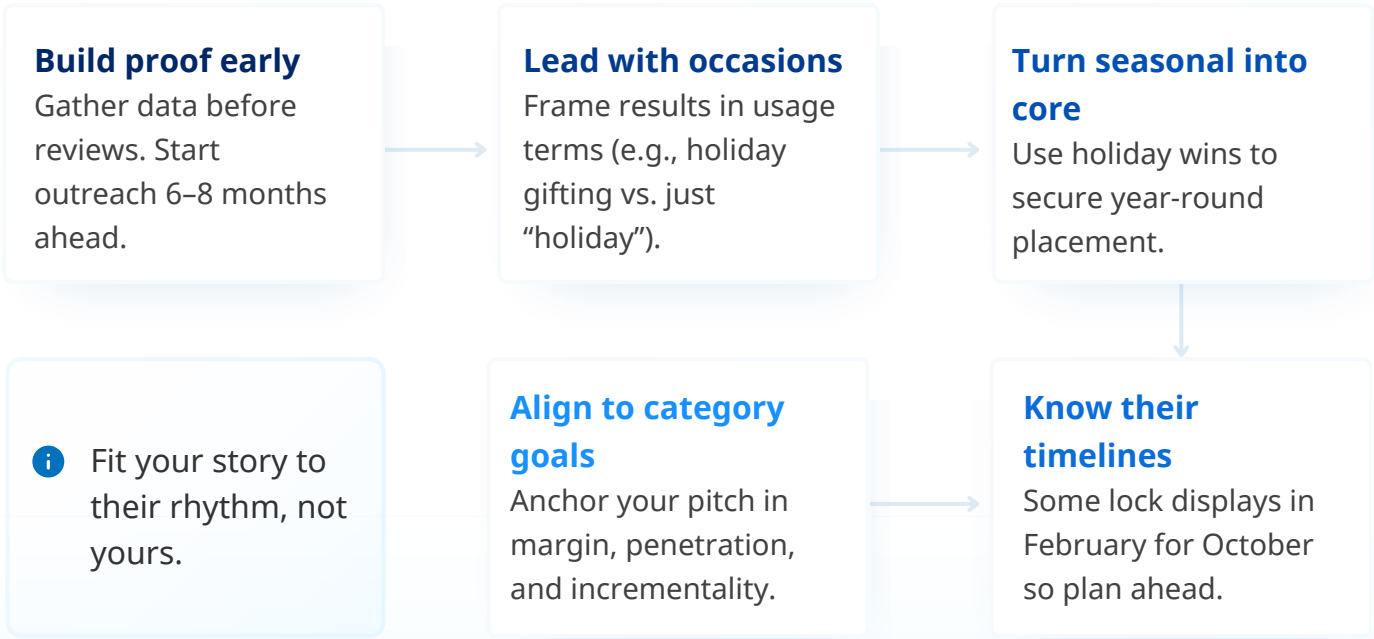 Build proof early
Gather data before
reviews. Start
outreach 6–8 months
ahead.
Lead with occasions
Frame results in usage
terms (e.g., holiday
gifting vs. just
“holiday”).
Turn seasonal into
core
Use holiday wins to
secure year-round
placement.
Fit your story to
their rhythm, not
yours.
Align to category
goals
Anchor your pitch in
margin, penetration,
and incrementality.
Know their
timelines
Some lock displays in
February for October
so plan ahead.